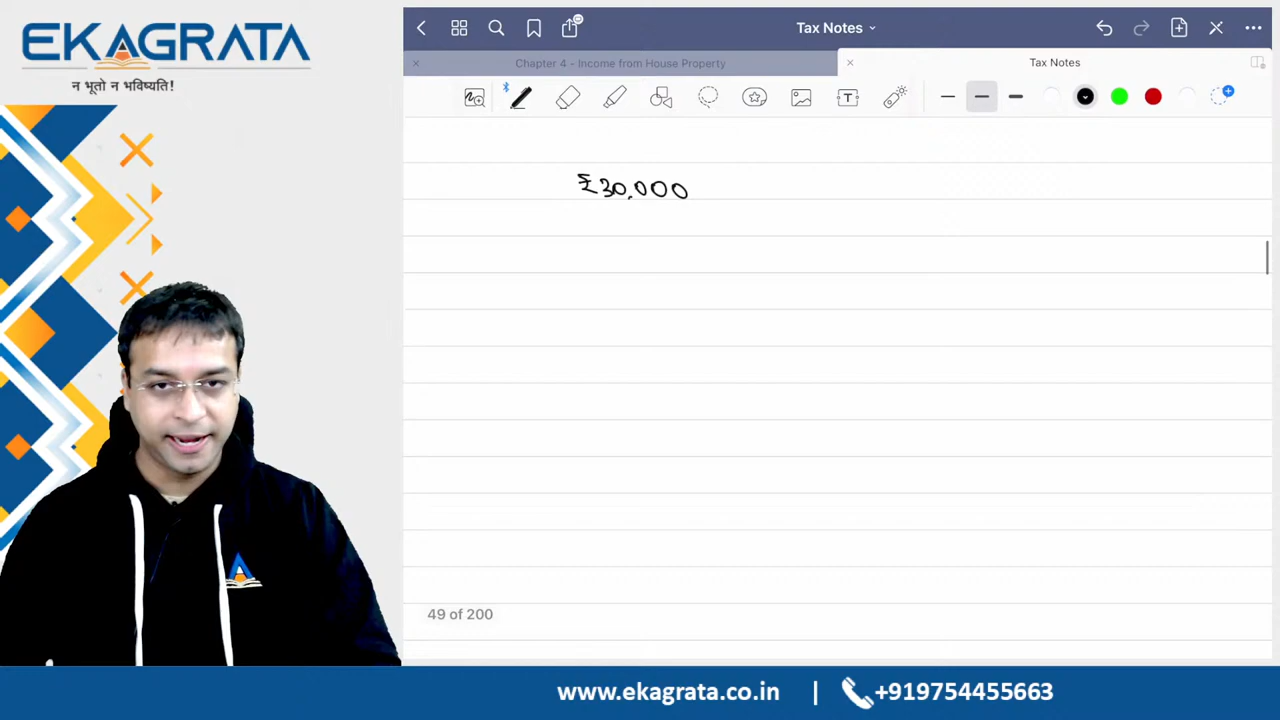 EKAGRATA
न भूतो न भविष्यति!
Tax Notes
Chapter 4 - Income from House Property
Tax Notes
T
₹30,000
49 of 200
www.ekagrata.co.in | +919754455663